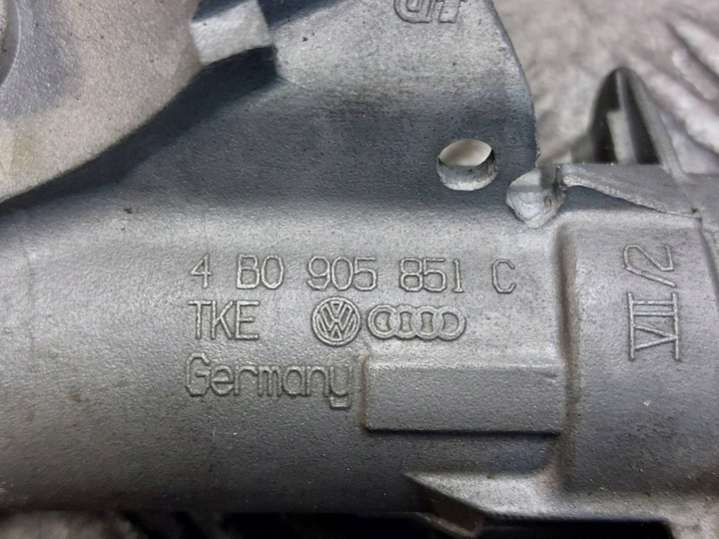 4 B0 905 851 C
TKE
Germany
VII/2